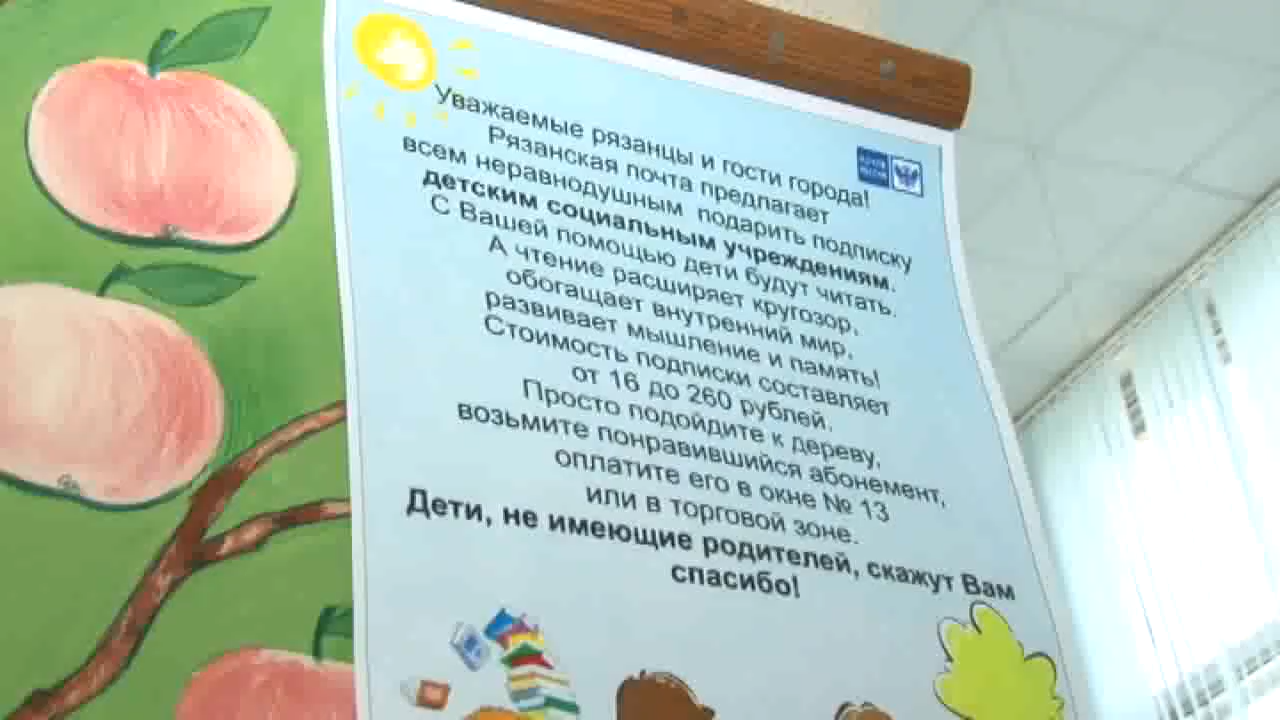 Уважаемые рязанцы и гости города!
Рязанская почта предлагает
всем неравнодушным подарить подписку
детским социальным учреждениям.
С Вашей помощью дети будут читать.
А чтение расширяет кругозор,
обогащает внутренний мир,
развивает мышление и память!
Стоимость подписки составляет
от 16 до 260 рублей.
Просто подойдите к дереву,
возьмите понравившийся абонемент,
оплатите его в окне № 13
или в торговой зоне.
Дети, не имеющие родителей, скажут Вам
спасибо!